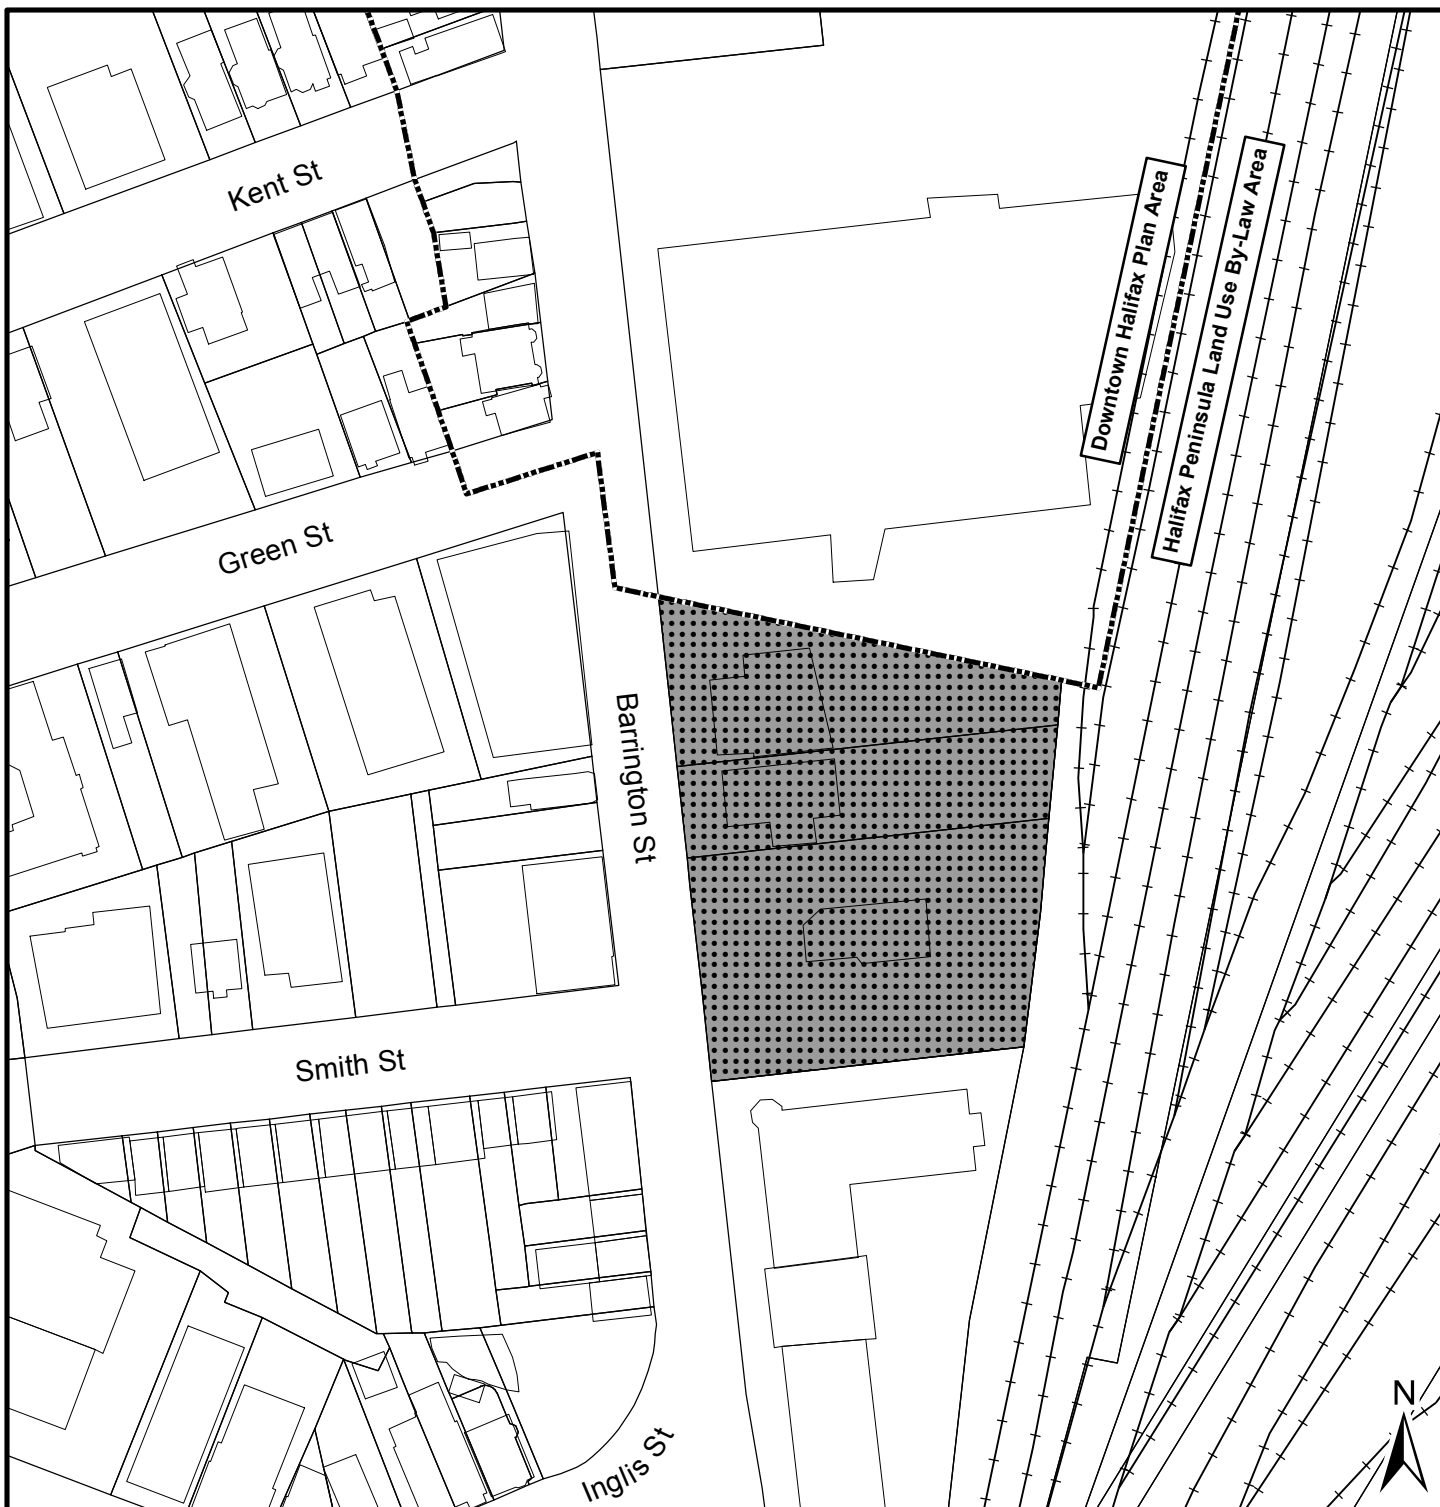 Kent St
Downtown Halifax Plan Area
Halifax Peninsula Land Use By-Law Area
Green St
Barrington St
Smith St
Inglis St
N